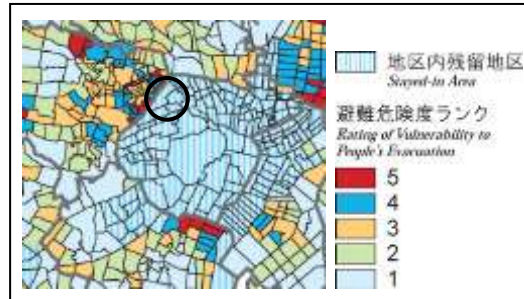 地区内残留地区
Stayed-in Area
避難危険度ランク
Rating of Vulnerability to
People's Evacuation
5
4
3
2
1